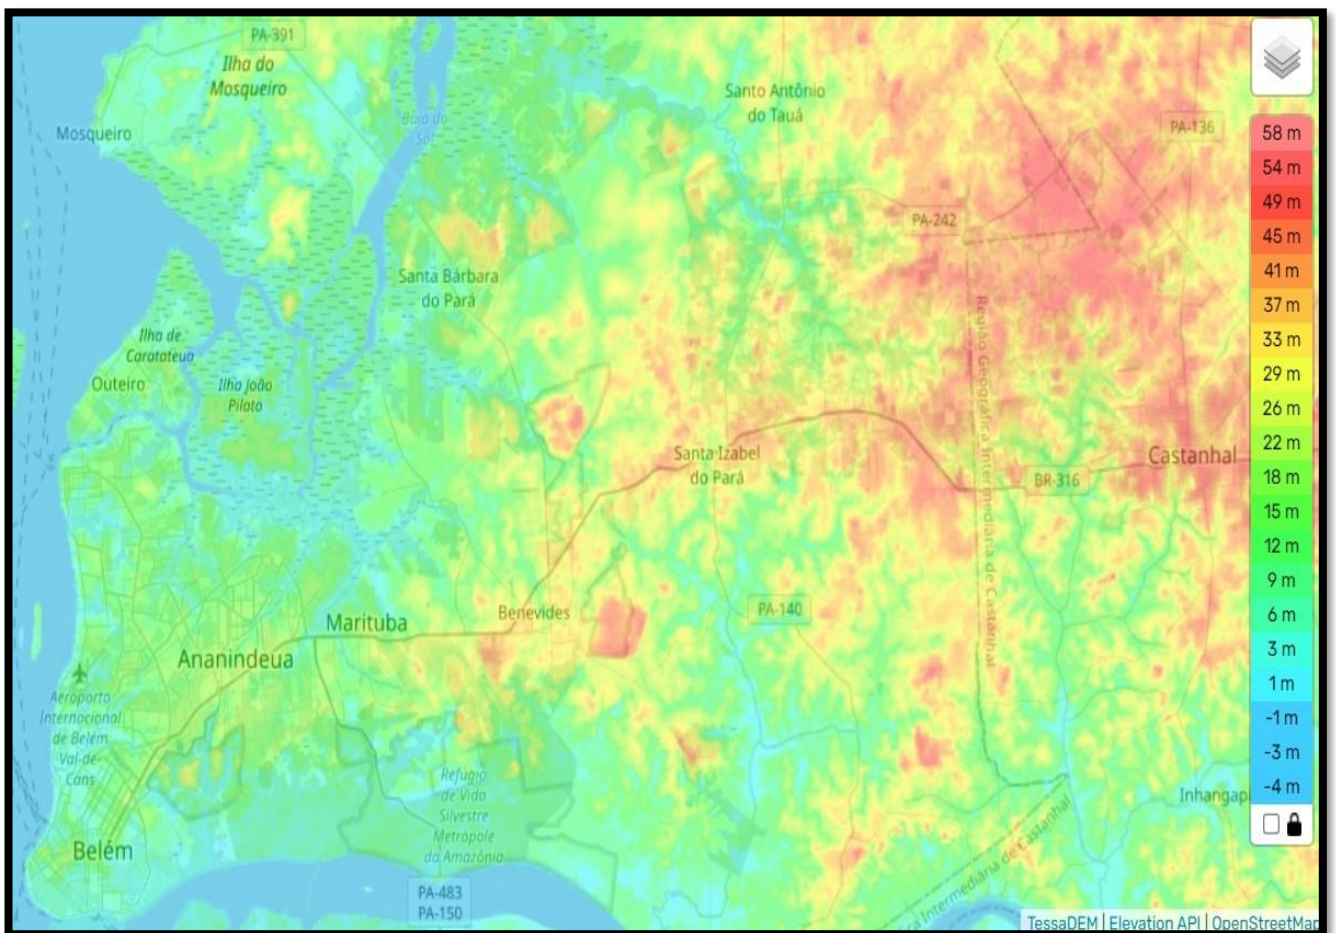 PA-391
Ilha do
Mosqueiro
Mosqueiro
Baía do
Sol
Santo Antônio
do Tauá
PA-136
PA-242
Santa Bárbara
do Pará
Ilha de
Caratateua
Outeiro
Ilha João
Pilato
Santa Izabel
do Pará
Castanhal
BR-316
Região Geográfica Intermediária de Castanhal
Benevides
PA-140
Marituba
Ananindeua
Aeroporto
Internacional
de Belém
Val-de-
Cans
Refúgio
de Vida
Silvestre
Metrópole
da Amazônia
Inhangapi
Belém
PA-483
PA-150
Intermediária de Castanhal
58 m
54 m
49 m
45 m
41 m
37 m
33 m
29 m
26 m
22 m
18 m
15 m
12 m
9 m
6 m
3 m
1 m
-1 m
-3 m
-4 m
TessaDEM | Elevation API | OpenStreetMap